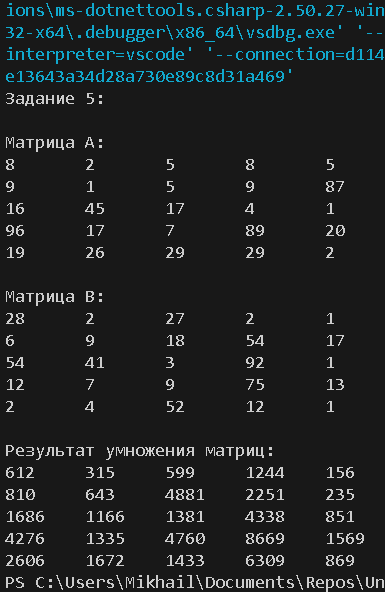 ions\ms-dotnettools.csharp-2.50.27-win
32-x64\.debugger\x86_64\vsdbg.exe' '--
interpreter=vscode' '--connection=d114
e13643a34d28a730e89c8d31a469'
Задание 5:
Матрица A:
8 2 5 8 5
9 1 5 9 87
16 45 17 4 1
96 17 7 89 20
19 26 29 29 2
Матрица B:
28 2 27 2 1
6 9 18 54 17
54 41 3 92 1
12 7 9 75 13
2 4 52 12 1
Результат умножения матриц:
612 315 599 1244 156
810 643 4881 2251 235
1686 1166 1381 4338 851
4276 1335 4760 8669 1569
2606 1672 1433 6309 869
PS C:\Users\Mikhail\Documents\Repos\Un